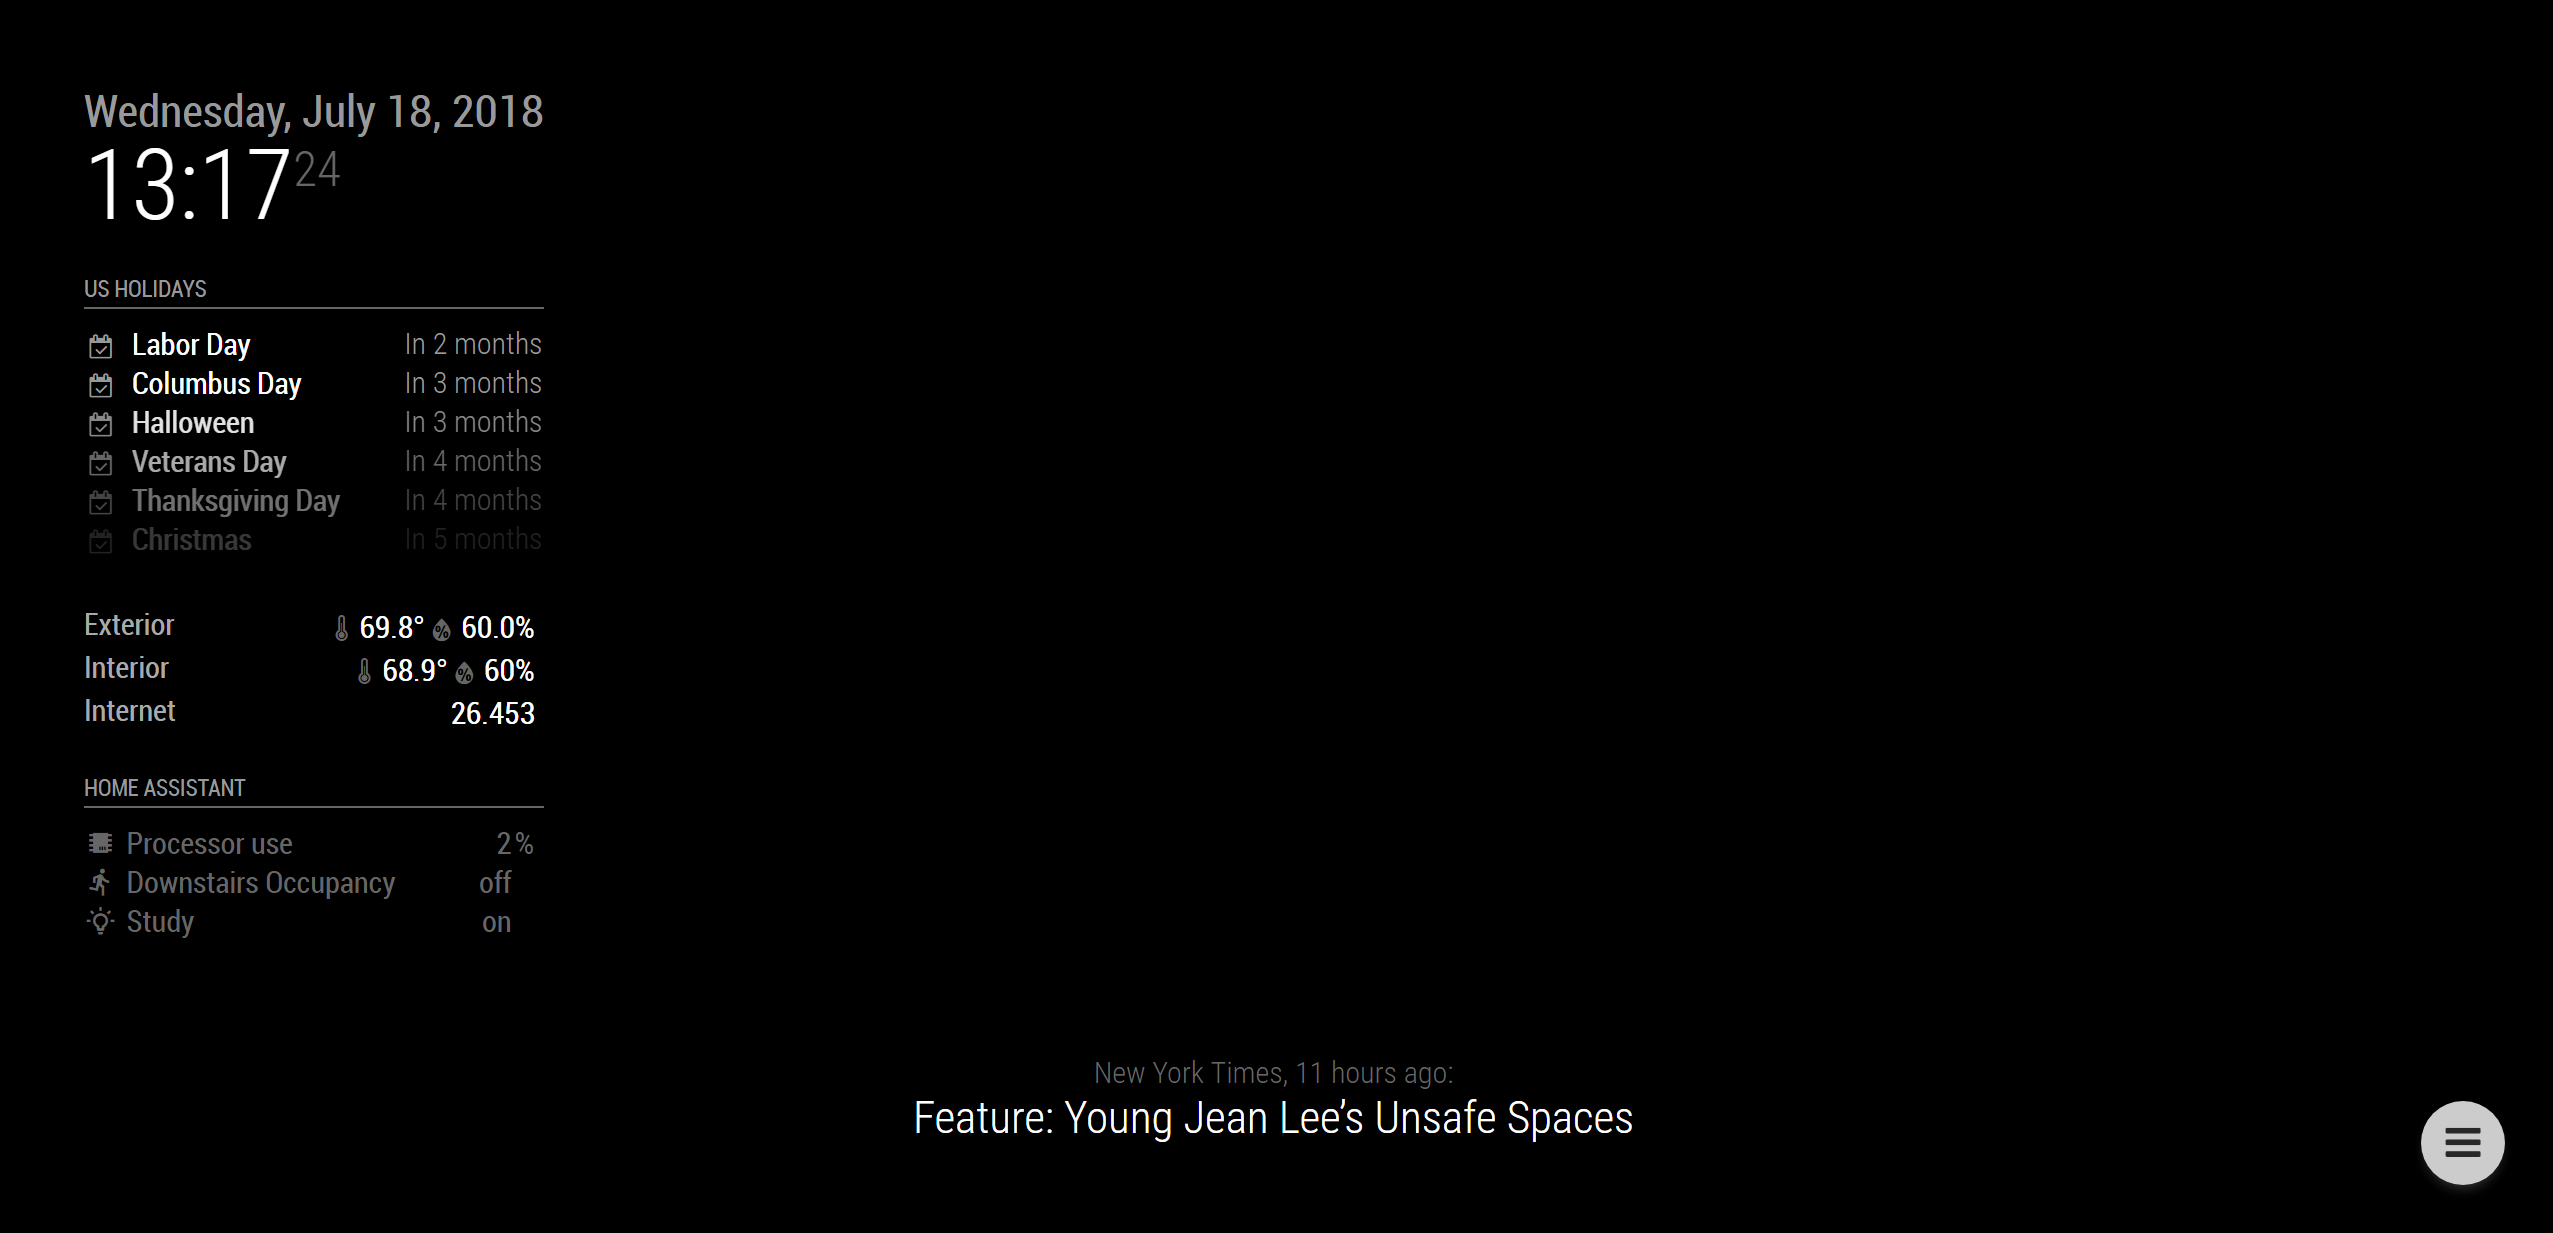 Wednesday, July 18, 2018
13:17 24
US HOLIDAYS
Labor Day In 2 months
Columbus Day In 3 months
Halloween In 3 months
Veterans Day In 4 months
Thanksgiving Day In 4 months
Christmas In 5 months
Exterior 69.8° 60.0%
Interior 68.9° 60%
Internet 26.453
HOME ASSISTANT
Processor use 2%
Downstairs Occupancy off
Study on
New York Times, 11 hours ago:
Feature: Young Jean Lee’s Unsafe Spaces